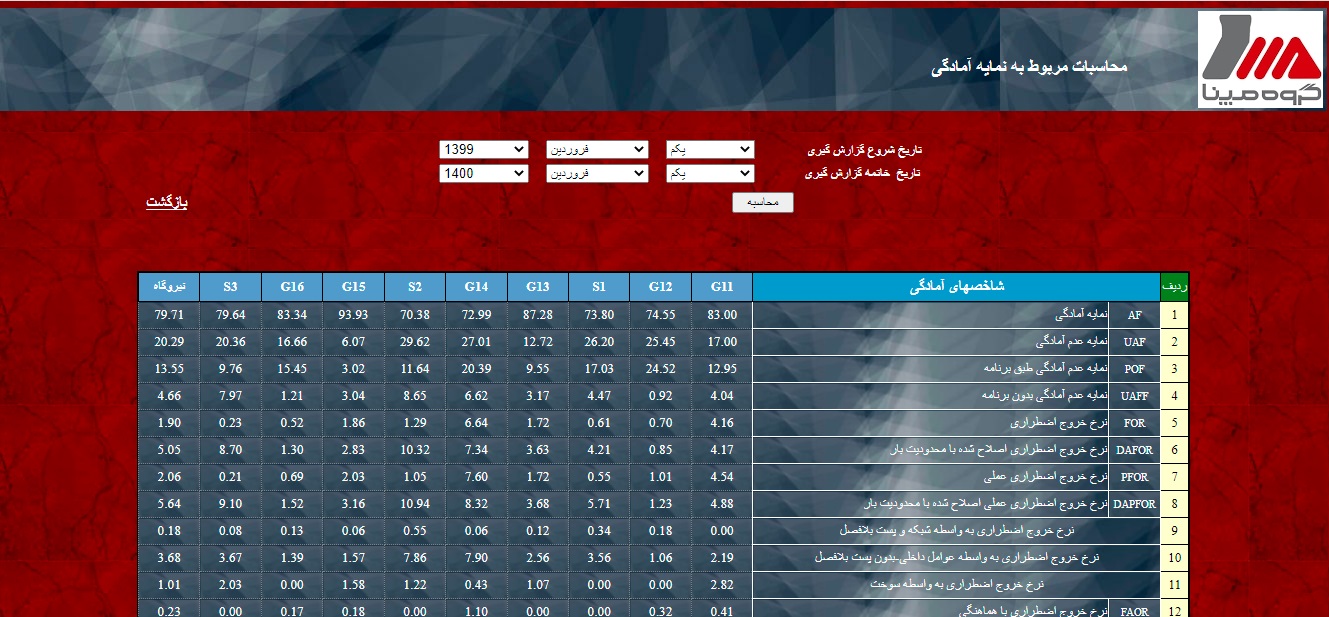 گروه مپنا
محاسبات مربوط به نمایه آمادگی
تاریخ شروع گزارش گیری یکم فروردین 1399
تاریخ خاتمه گزارش گیری یکم فروردین 1400
محاسبه
بازگشت
ردیف شاخصهای آمادگی G11 G12 S1 G13 G14 S2 G15 G16 S3 نیروگاه
1 AF نمایه آمادگی 83.00 74.55 73.80 87.28 72.99 70.38 93.93 83.34 79.64 79.71
2 UAF نمایه عدم آمادگی 17.00 25.45 26.20 12.72 27.01 29.62 6.07 16.66 20.36 20.29
3 POF نمایه عدم آمادگی طبق برنامه 12.95 24.52 17.03 9.55 20.39 11.64 3.02 15.45 9.76 13.55
4 UAFF نمایه عدم آمادگی بدون برنامه 4.04 0.92 4.47 3.17 6.62 8.65 3.04 1.21 7.97 4.66
5 FOR نرخ خروج اضطراری 4.16 0.70 0.61 1.72 6.64 1.29 1.86 0.52 0.23 1.90
6 DAFOR نرخ خروج اضطراری اصلاح شده با محدودیت بار 4.17 0.85 4.21 3.63 7.34 10.32 2.83 1.30 8.70 5.05
7 PFOR نرخ خروج اضطراری عملی 4.54 1.01 0.55 1.72 7.60 1.05 2.03 0.69 0.21 2.06
8 DAPFOR نرخ خروج اضطراری عملی اصلاح شده با محدودیت بار 4.88 1.23 5.71 3.68 8.32 10.94 3.16 1.52 9.10 5.64
9 نرخ خروج اضطراری به واسطه شبکه و پست بلافصل 0.00 0.18 0.34 0.12 0.06 0.55 0.06 0.13 0.08 0.18
10 نرخ خروج اضطراری به واسطه عوامل داخلی-بدون پست بلافصل 2.19 1.06 3.56 2.56 7.90 7.86 1.57 1.39 3.67 3.68
11 نرخ خروج اضطراری به واسطه سوخت 2.82 0.00 0.00 1.07 0.43 1.22 1.58 0.00 2.03 1.01
12 FAOR نرخ خروج اضطراری با هماهنگی 0.41 0.32 0.00 0.00 1.10 0.00 0.18 0.17 0.00 0.23